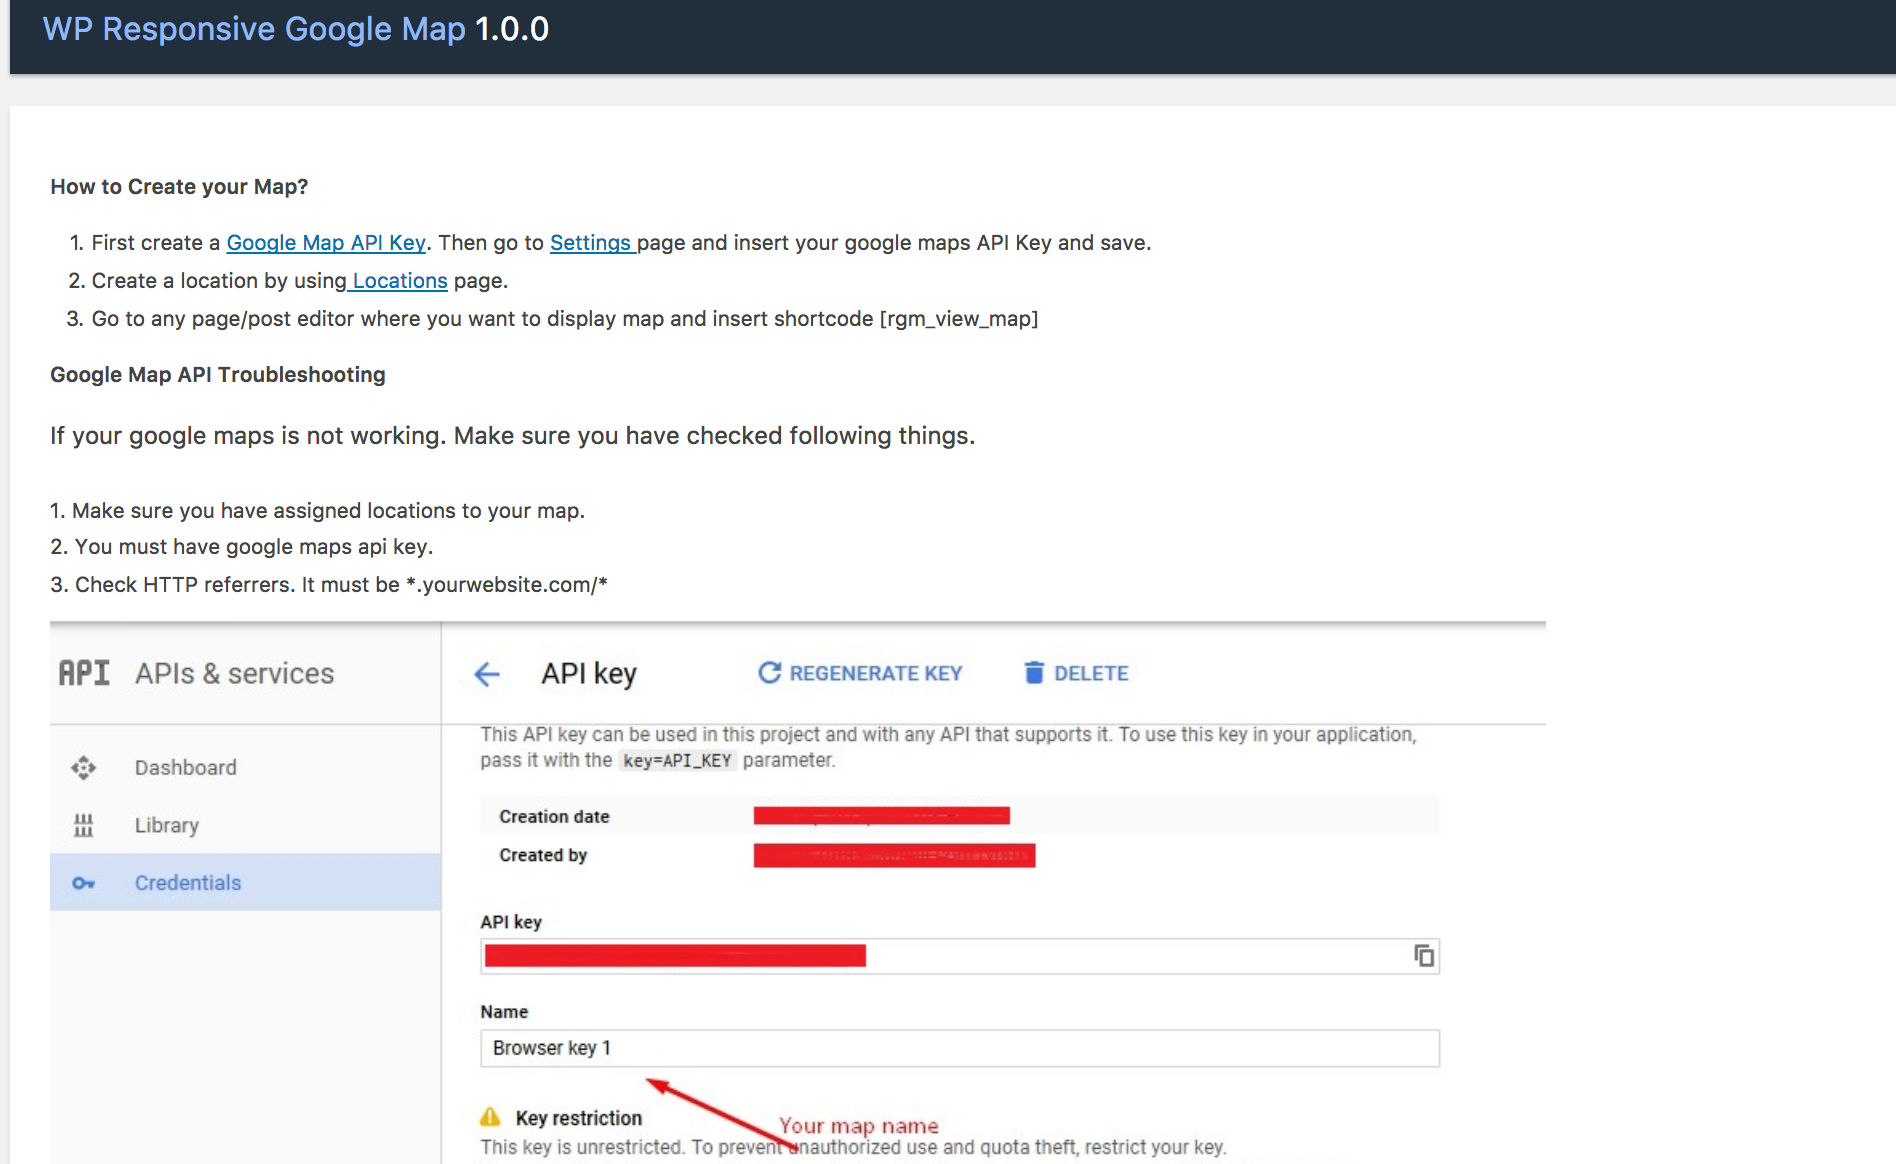 WP Responsive Google Map 1.0.0
How to Create your Map?
1. First create a Google Map API Key. Then go to Settings page and insert your google maps API Key and save.
2. Create a location by using Locations page.
3. Go to any page/post editor where you want to display map and insert shortcode [rgm_view_map]
Google Map API Troubleshooting
If your google maps is not working. Make sure you have checked following things.
1. Make sure you have assigned locations to your map.
2. You must have google maps api key.
3. Check HTTP referrers. It must be *.yourwebsite.com/*
API APIs & services
API key REGENERATE KEY DELETE
This API key can be used in this project and with any API that supports it. To use this key in your application,
pass it with the key=API_KEY parameter.
Dashboard
Library
Credentials
Creation date
Created by
API key
Name
Browser key 1
Key restriction
Your map name
This key is unrestricted. To prevent unauthorized use and quota theft, restrict your key.